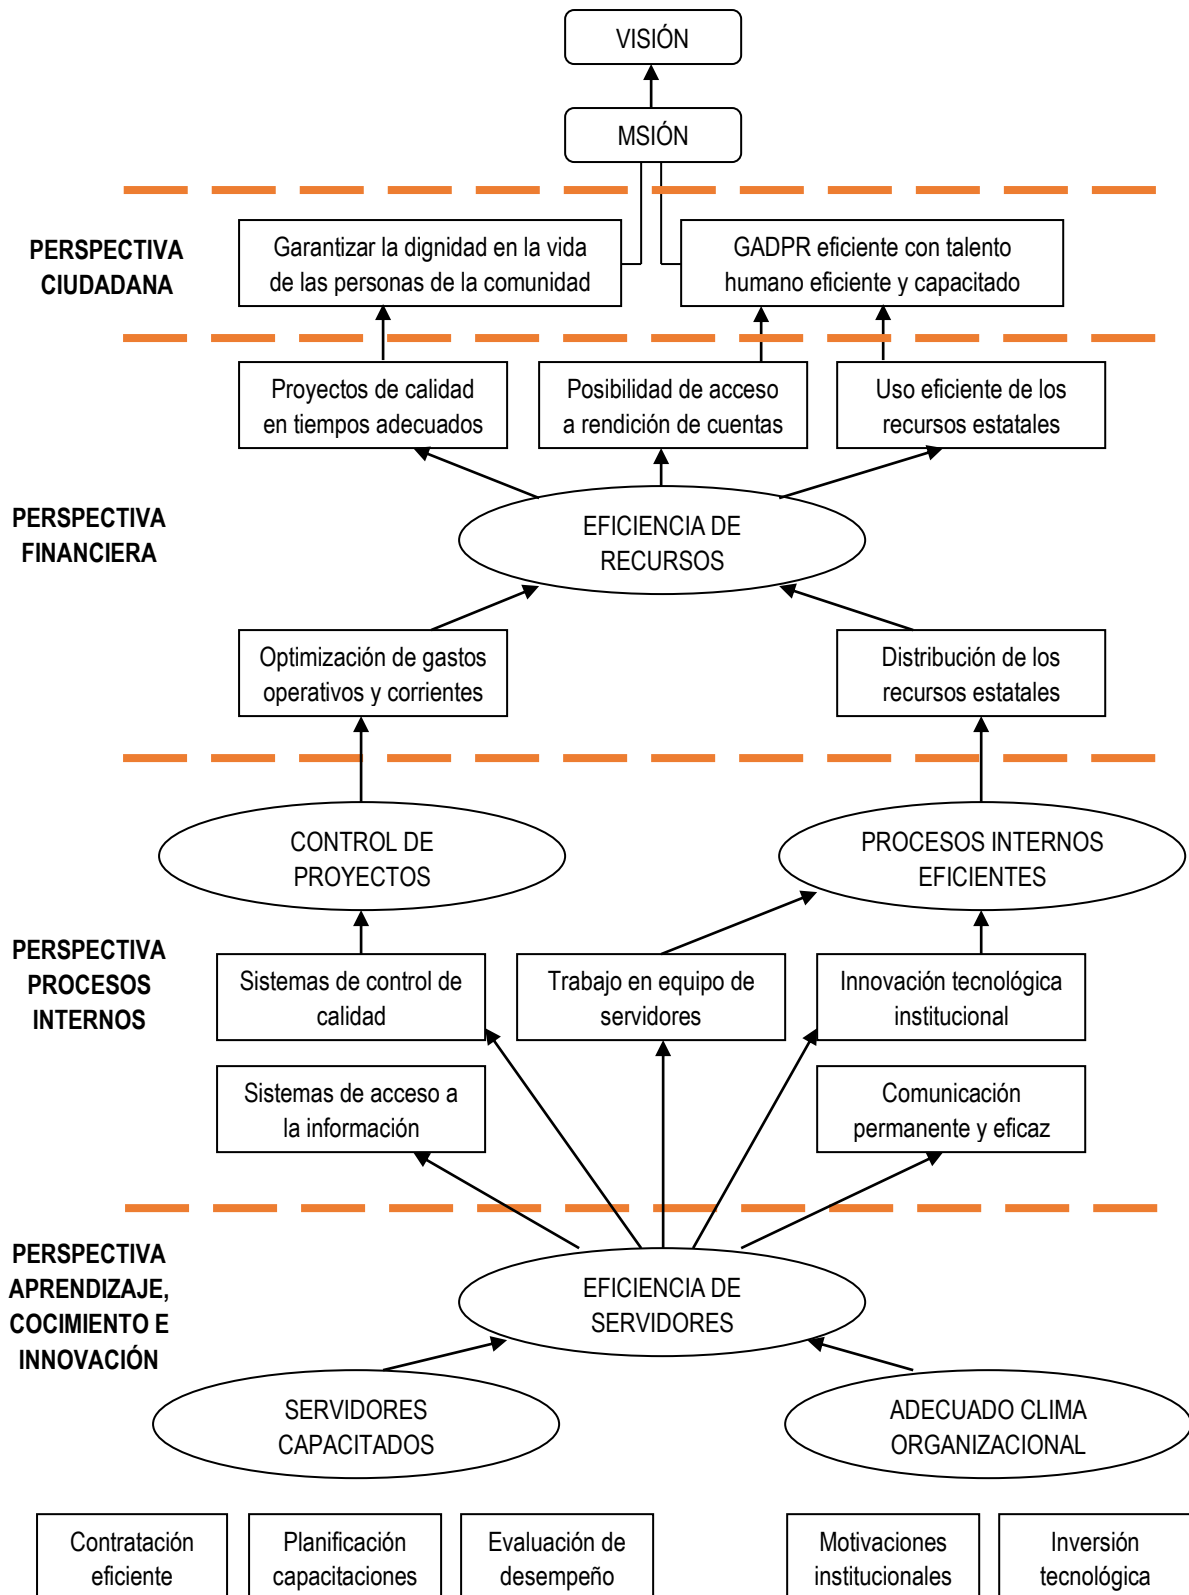 VISIÓN
MSIÓN
PERSPECTIVA
CIUDADANA
Garantizar la dignidad en la vida
de las personas de la comunidad
GADPR eficiente con talento
humano eficiente y capacitado
Proyectos de calidad
en tiempos adecuados
Posibilidad de acceso
a rendición de cuentas
Uso eficiente de los
recursos estatales
PERSPECTIVA
FINANCIERA
EFICIENCIA DE
RECURSOS
Optimización de gastos
operativos y corrientes
Distribución de los
recursos estatales
CONTROL DE
PROYECTOS
PROCESOS INTERNOS
EFICIENTES
PERSPECTIVA
PROCESOS
INTERNOS
Sistemas de control de
calidad
Trabajo en equipo de
servidores
Innovación tecnológica
institucional
Sistemas de acceso a
la información
Comunicación
permanente y eficaz
PERSPECTIVA
APRENDIZAJE,
COCIMIENTO E
INNOVACIÓN
EFICIENCIA DE
SERVIDORES
SERVIDORES
CAPACITADOS
ADECUADO CLIMA
ORGANIZACIONAL
Contratación
eficiente
Planificación
capacitaciones
Evaluación de
desempeño
Motivaciones
institucionales
Inversión
tecnológica